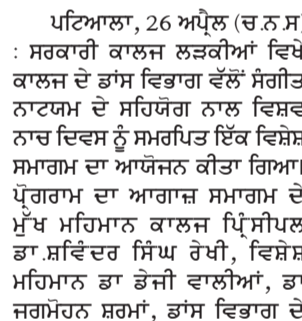 ਪਟਿਆਲਾ, 26 ਅਪ੍ਰੈਲ (ਚ.ਨ.ਸ)
: ਸਰਕਾਰੀ ਕਾਲਜ ਲੜਕੀਆਂ ਵਿਖੇ
ਕਾਲਜ ਦੇ ਡਾਂਸ ਵਿਭਾਗ ਵੱਲੋਂ ਸੰਗੀਤ
ਨਾਟਯਮ ਦੇ ਸਹਿਯੋਗ ਨਾਲ ਵਿਸ਼ਵ
ਨਾਚ ਦਿਵਸ ਨੂੰ ਸਮਰਪਿਤ ਇੱਕ ਵਿਸ਼ੇਸ਼
ਸਮਾਗਮ ਦਾ ਆਯੋਜਨ ਕੀਤਾ ਗਿਆ।
ਪ੍ਰੋਗਰਾਮ ਦਾ ਆਗਾਜ਼ ਸਮਾਗਮ ਦੇ
ਮੁੱਖ ਮਹਿਮਾਨ ਕਾਲਜ ਪ੍ਰਿੰਸੀਪਲ
ਡਾ.ਸ਼ਵਿੰਦਰ ਸਿੰਘ ਰੇਖੀ, ਵਿਸ਼ੇਸ਼
ਮਹਿਮਾਨ ਡਾ ਡੇਜੀ ਵਾਲੀਆਂ, ਡਾ
ਜਗਮੋਹਨ ਸ਼ਰਮਾਂ, ਡਾਂਸ ਵਿਭਾਗ ਦੇ